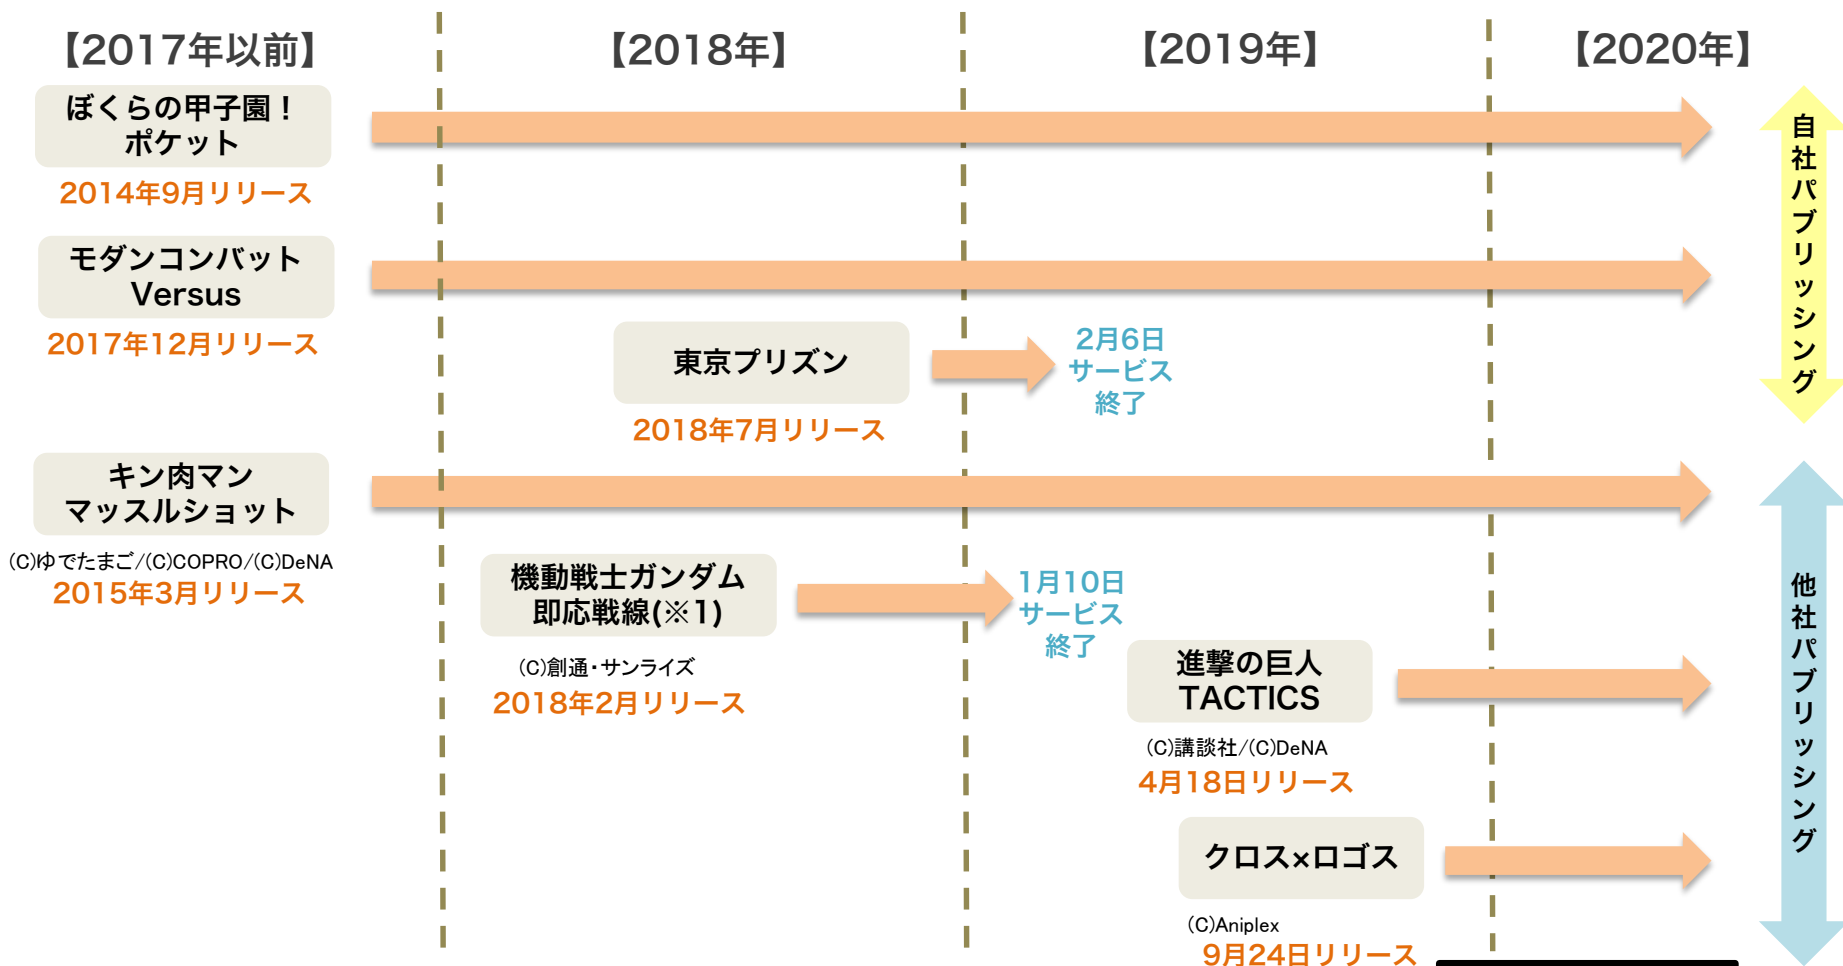 【2017年以前】
【2018年】
【2019年】
【2020年】
ぼくらの甲子園！
ポケット
2014年9月リリース
モダンコンバット
Versus
2017年12月リリース
東京プリズン
2018年7月リリース
2月6日
サービス
終了
自社パブリッシング
キン肉マン
マッスルショット
(C)ゆでたまご/(C)COPRO/(C)DeNA
2015年3月リリース
機動戦士ガンダム
即応戦線(※1)
(C)創通・サンライズ
2018年2月リリース
1月10日
サービス
終了
進撃の巨人
TACTICS
(C)講談社/(C)DeNA
4月18日リリース
クロス×ロゴス
(C)Aniplex
9月24日リリース
他社パブリッシング